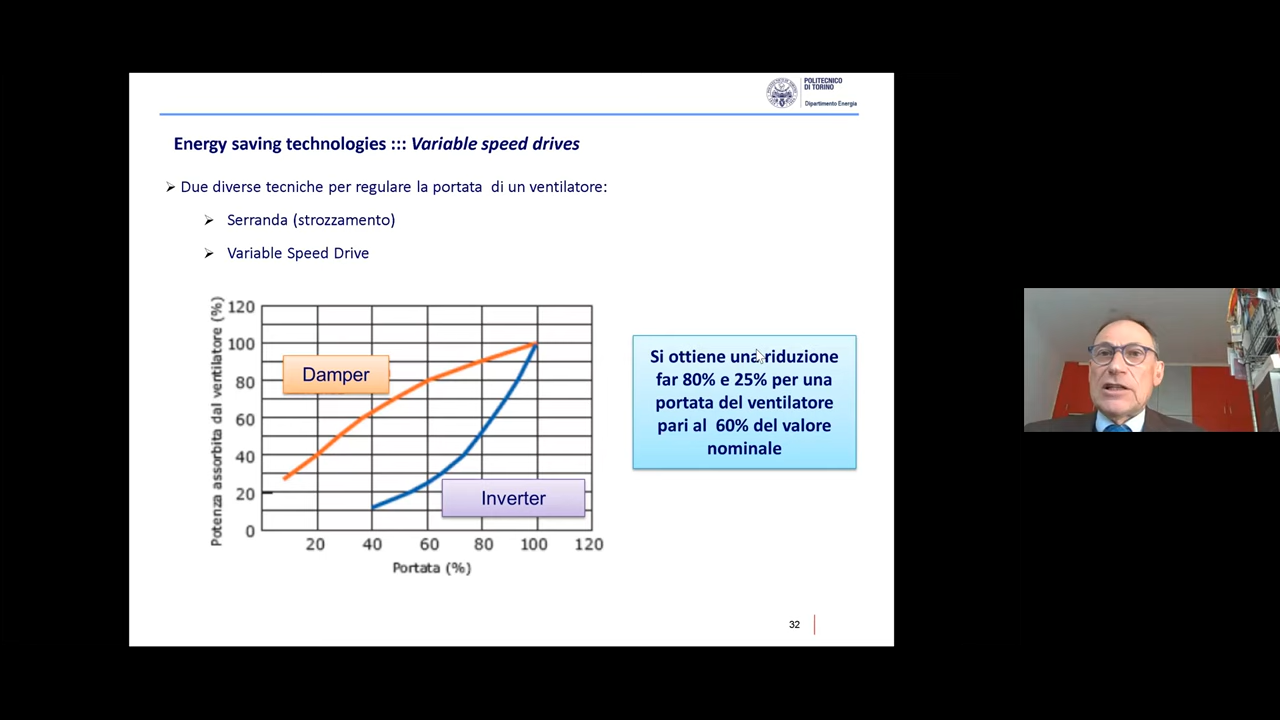 POLITECNICO
DI TORINO
Dipartimento Energia
Energy saving technologies ::: Variable speed drives
Due diverse tecniche per regulare la portata di un ventilatore:
Serranda (strozzamento)
Variable Speed Drive
Potenza assorbita dal ventilatore (%)
120
100
80
60
40
20
0
Damper
Inverter
20 40 60 80 100 120
Portata (%)
Si ottiene una riduzione
far 80% e 25% per una
portata del ventilatore
pari al 60% del valore
nominale
32